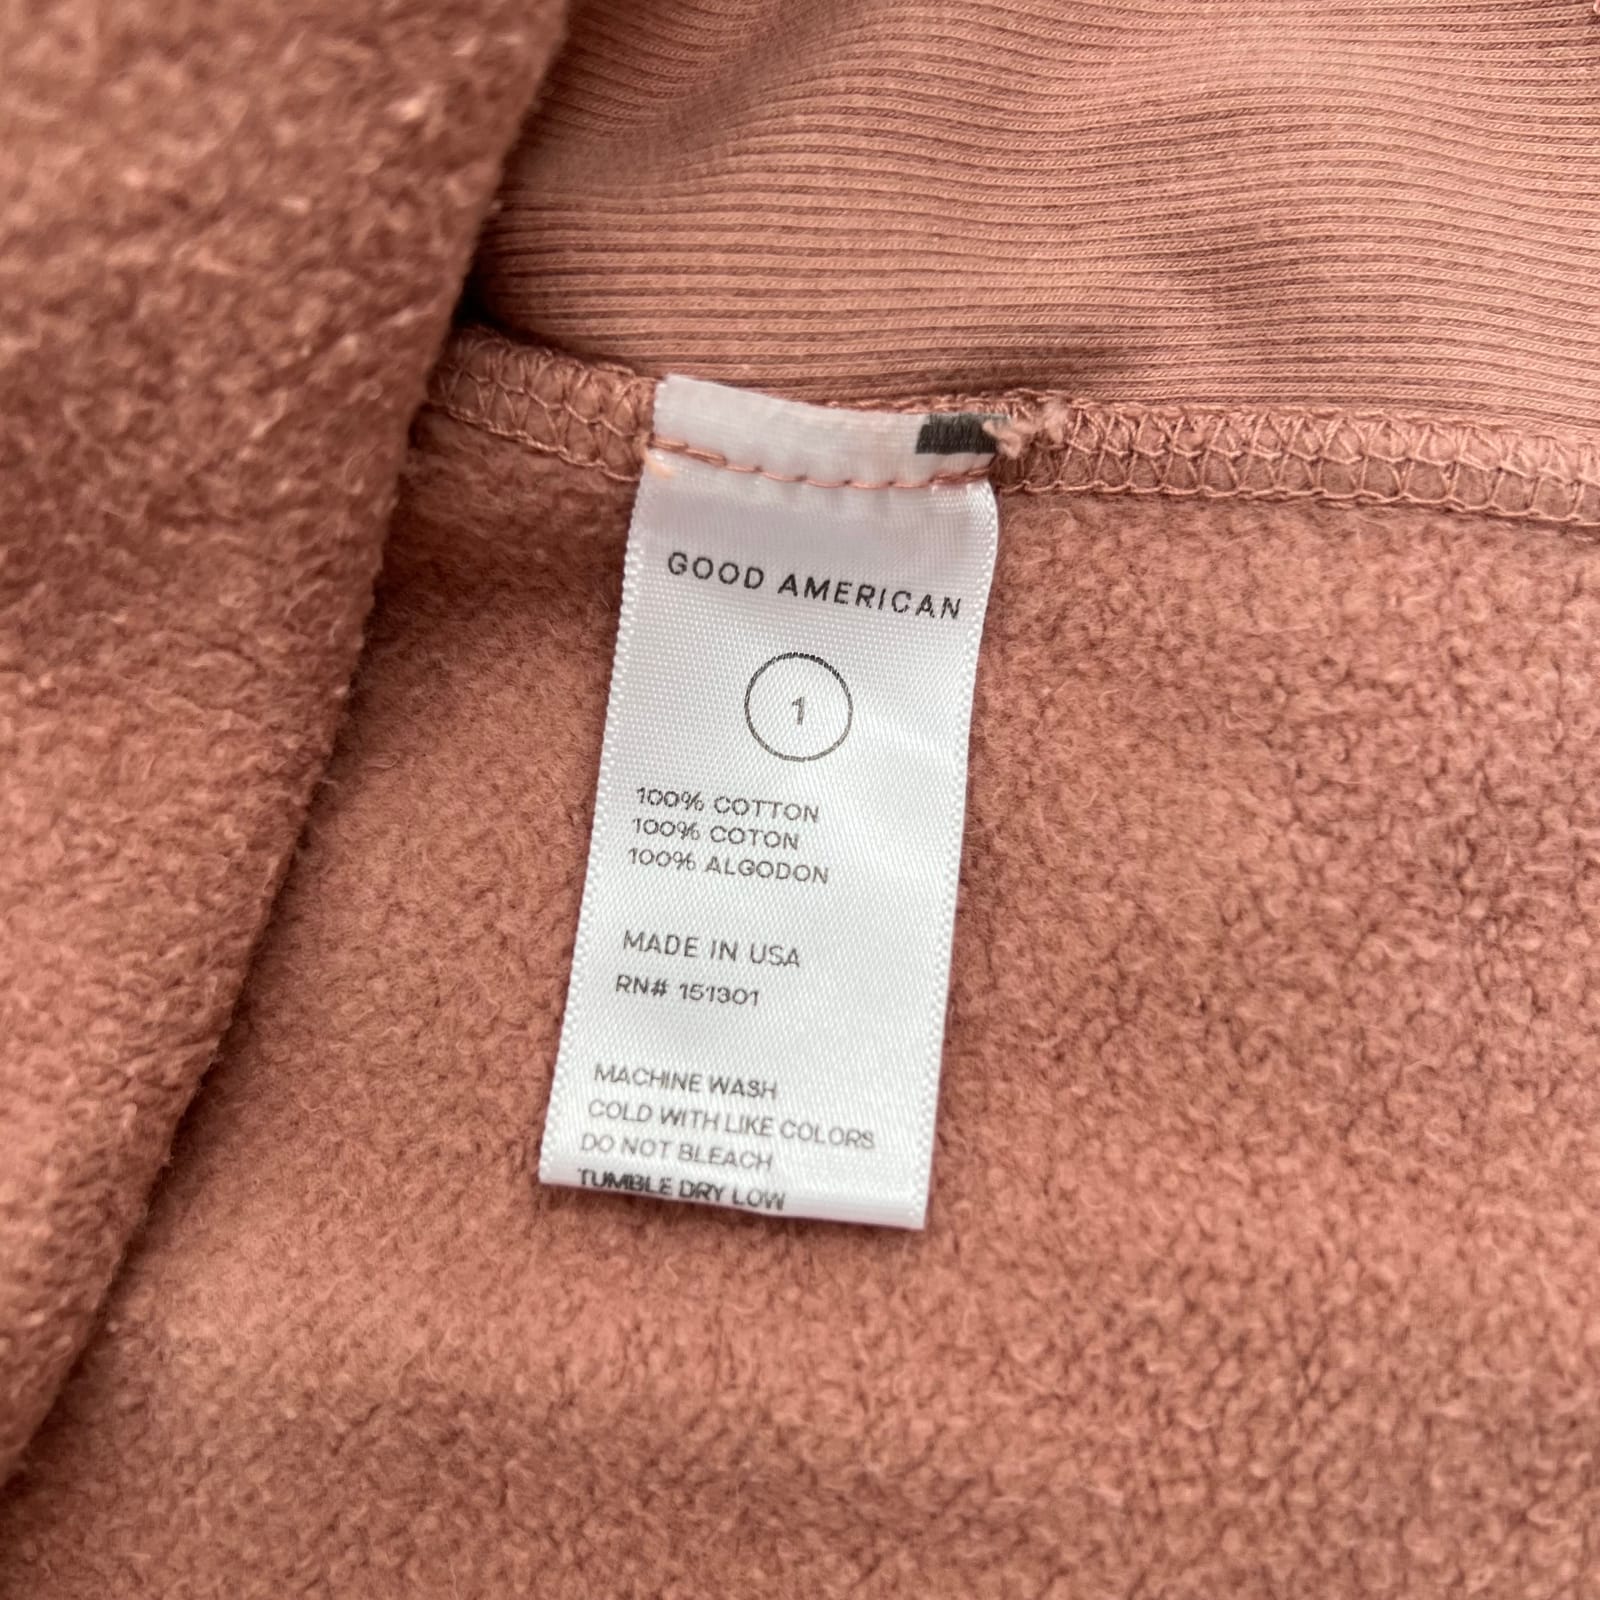 GOOD AMERICAN
1
100% COTTON
100% COTON
100% ALGODON
MADE IN USA
RN# 151301
MACHINE WASH
COLD WITH LIKE COLORS
DO NOT BLEACH
TUMBLE DRY LOW